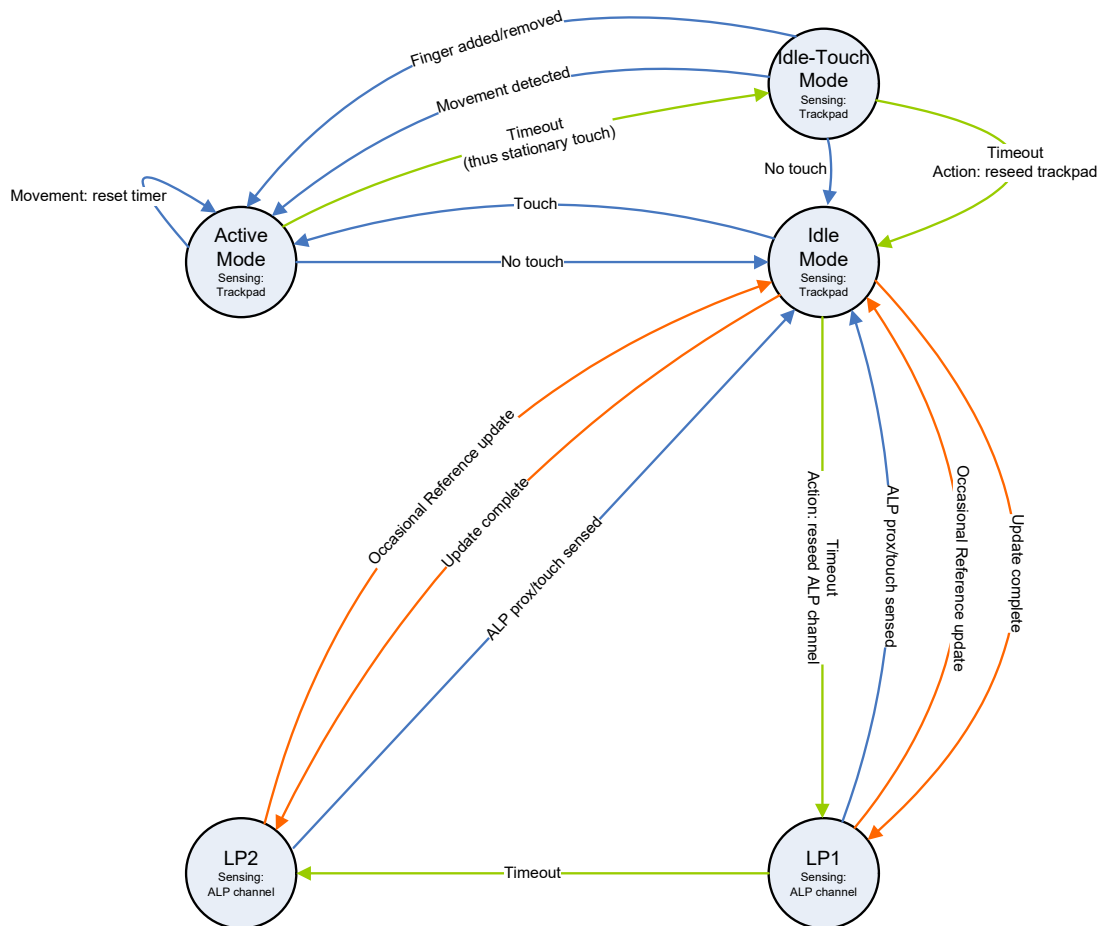 Finger added/removed
Idle-Touch
Mode
Sensing:
Trackpad
Movement detected
Timeout
(thus stationary touch)
Timeout
Action: reseed trackpad
No touch
Movement: reset timer
Touch
Active
Mode
Sensing:
Trackpad
No touch
Idle
Mode
Sensing:
Trackpad
Occasional Reference update
Update complete
ALP prox/touch sensed
Timeout
Action: reseed ALP channel
ALP prox/touch sensed
Occasional Reference update
Update complete
LP2
Sensing:
ALP channel
Timeout
LP1
Sensing:
ALP channel